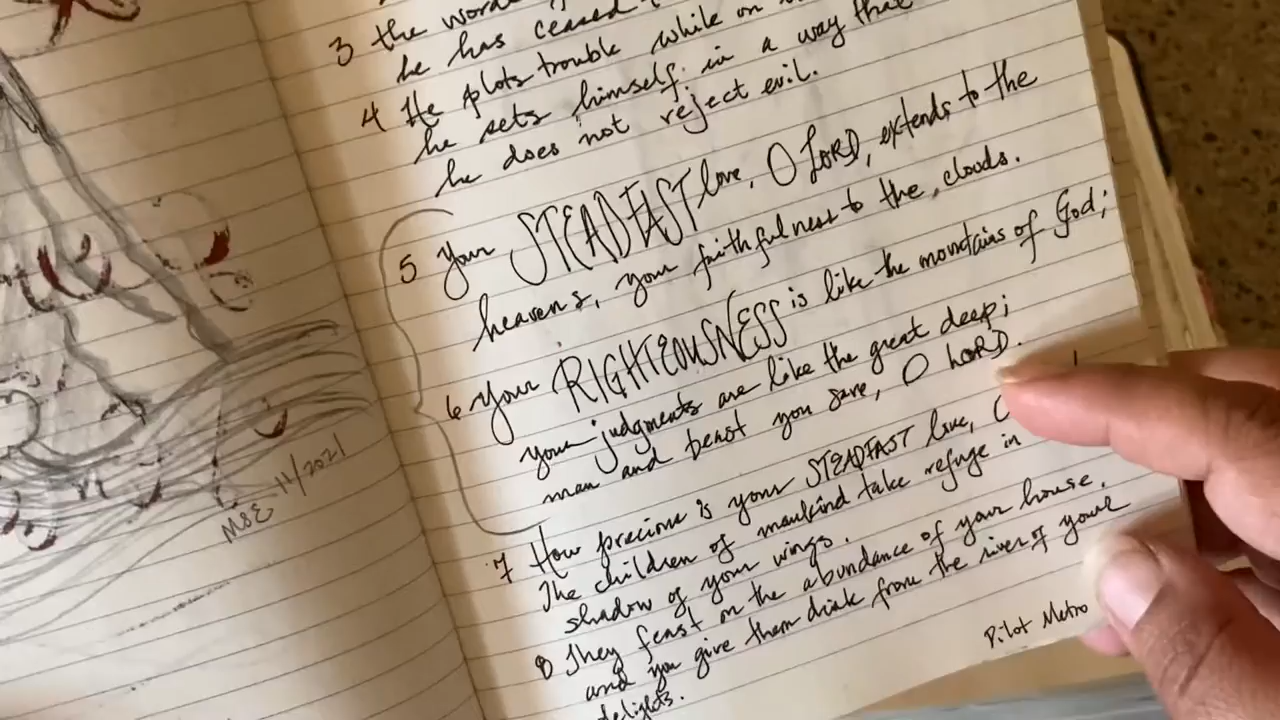 3 the words
he has ceased
4 He plots trouble while on
he sets himself in a way that
he does not reject evil.
5 Your STEADFAST love, O LORD, extends to the
heavens, your faithfulness to the clouds.
6 Your RIGHTEOUSNESS is like the mountains of God;
your judgments are like the great deep;
man and beast you save, O LORD.
7 How precious is your STEADFAST love,
The children of mankind take refuge in
shadow of your wings.
8 They feast on the abundance of your house,
and you give them drink from the river of your
delights.
Pilot Metro
MSE 11/2021